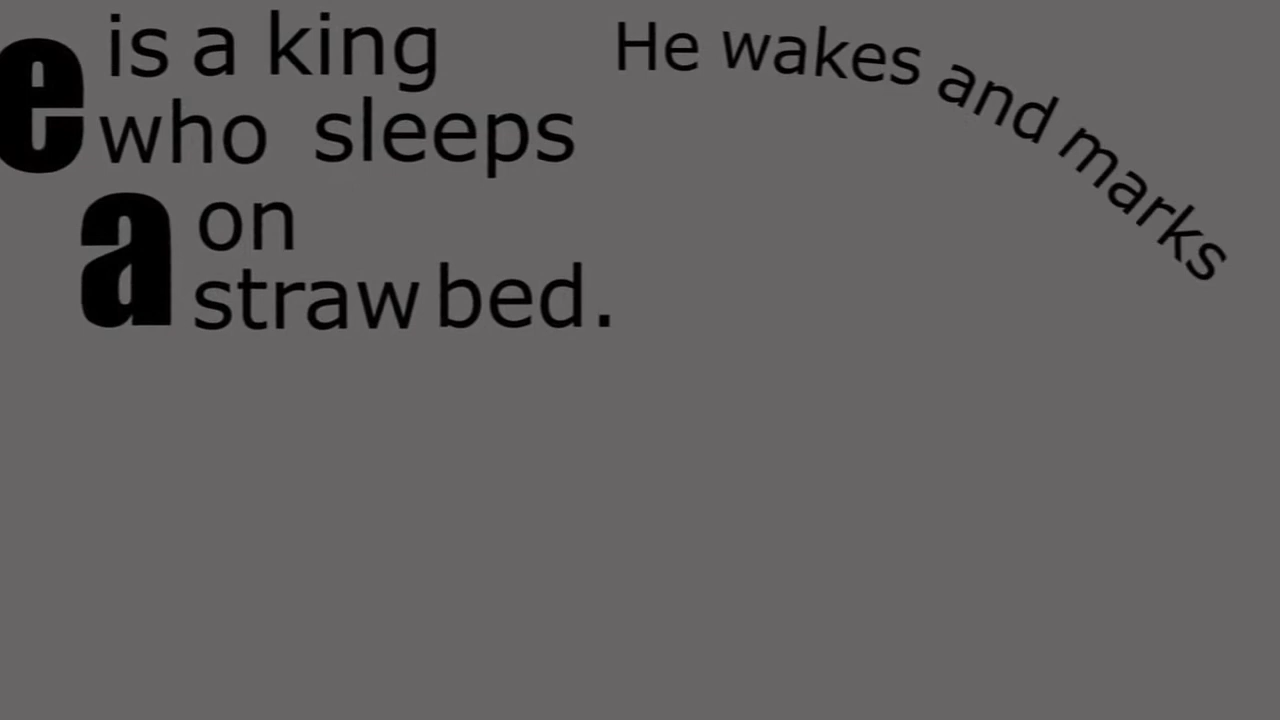 e is a king
who sleeps
a on
straw bed.
He wakes and marks